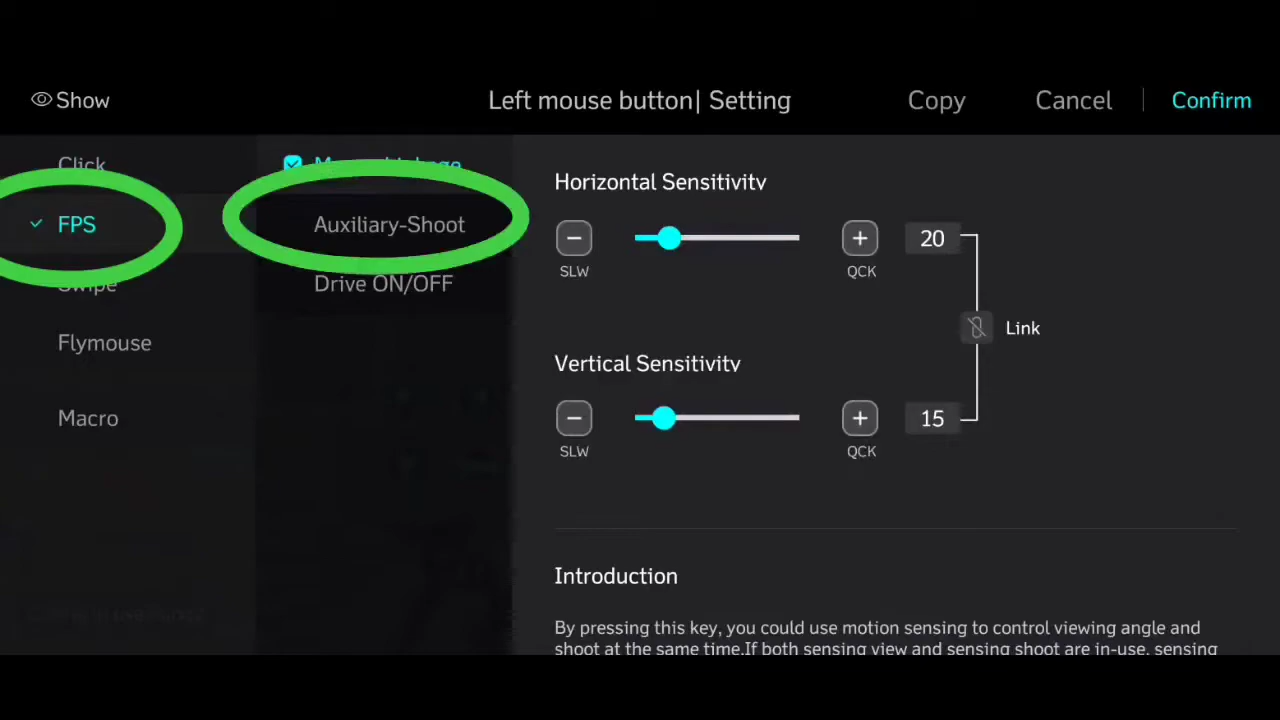 Show
Left mouse button| Setting
Copy
Cancel
Confirm
Click
FPS
Swipe
Flymouse
Macro
Auxiliary-Shoot
Drive ON/OFF
Horizontal Sensitivity
SLW
QCK
20
Link
Vertical Sensitivity
SLW
QCK
15
Introduction
By pressing this key, you could use motion sensing to control viewing angle and
shoot at the same time.If both sensing view and sensing shoot are in-use, sensing